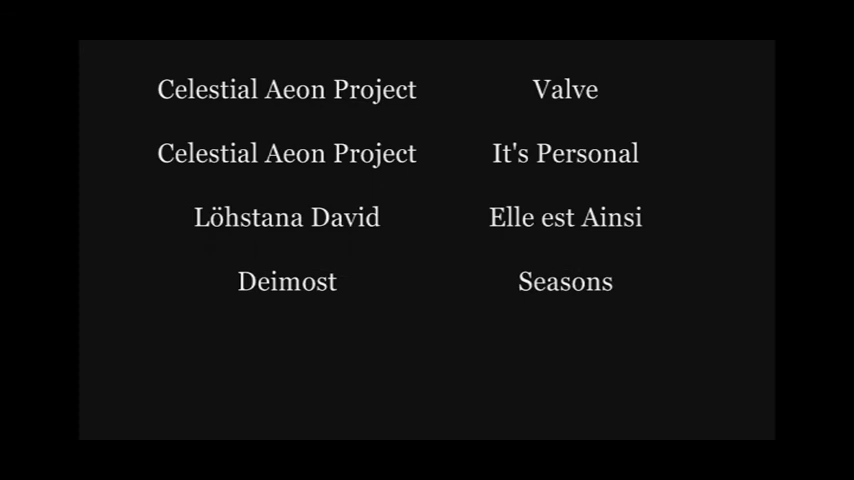 Celestial Aeon Project Valve
Celestial Aeon Project It's Personal
Löhstana David Elle est Ainsi
Deimost Seasons